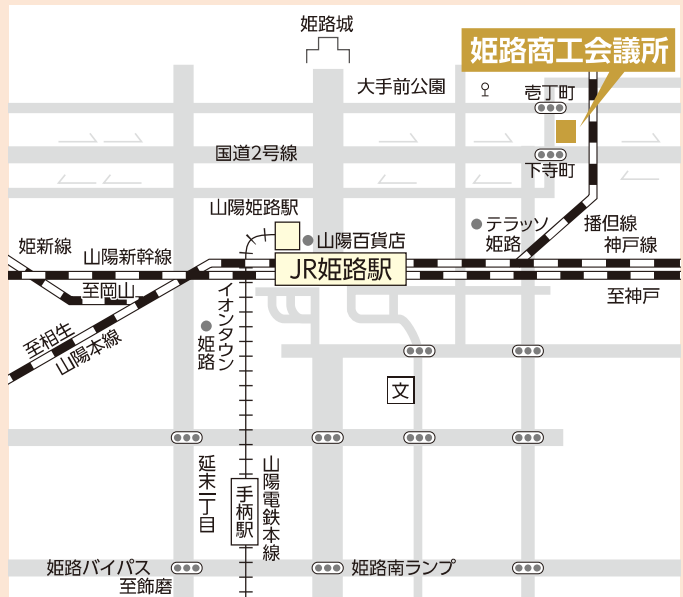 姫路城
姫路商工会議所
大手前公園
壱丁町
国道2号線
下寺町
山陽姫路駅
テラッソ
姫路
播但線
神戸線
山陽百貨店
姫新線
山陽新幹線
JR姫路駅
至岡山
至神戸
イオンタウン
姫路
至相生
山陽本線
文
延末一丁目
手柄駅
山陽電鉄本線
姫路バイパス
姫路南ランプ
至飾磨